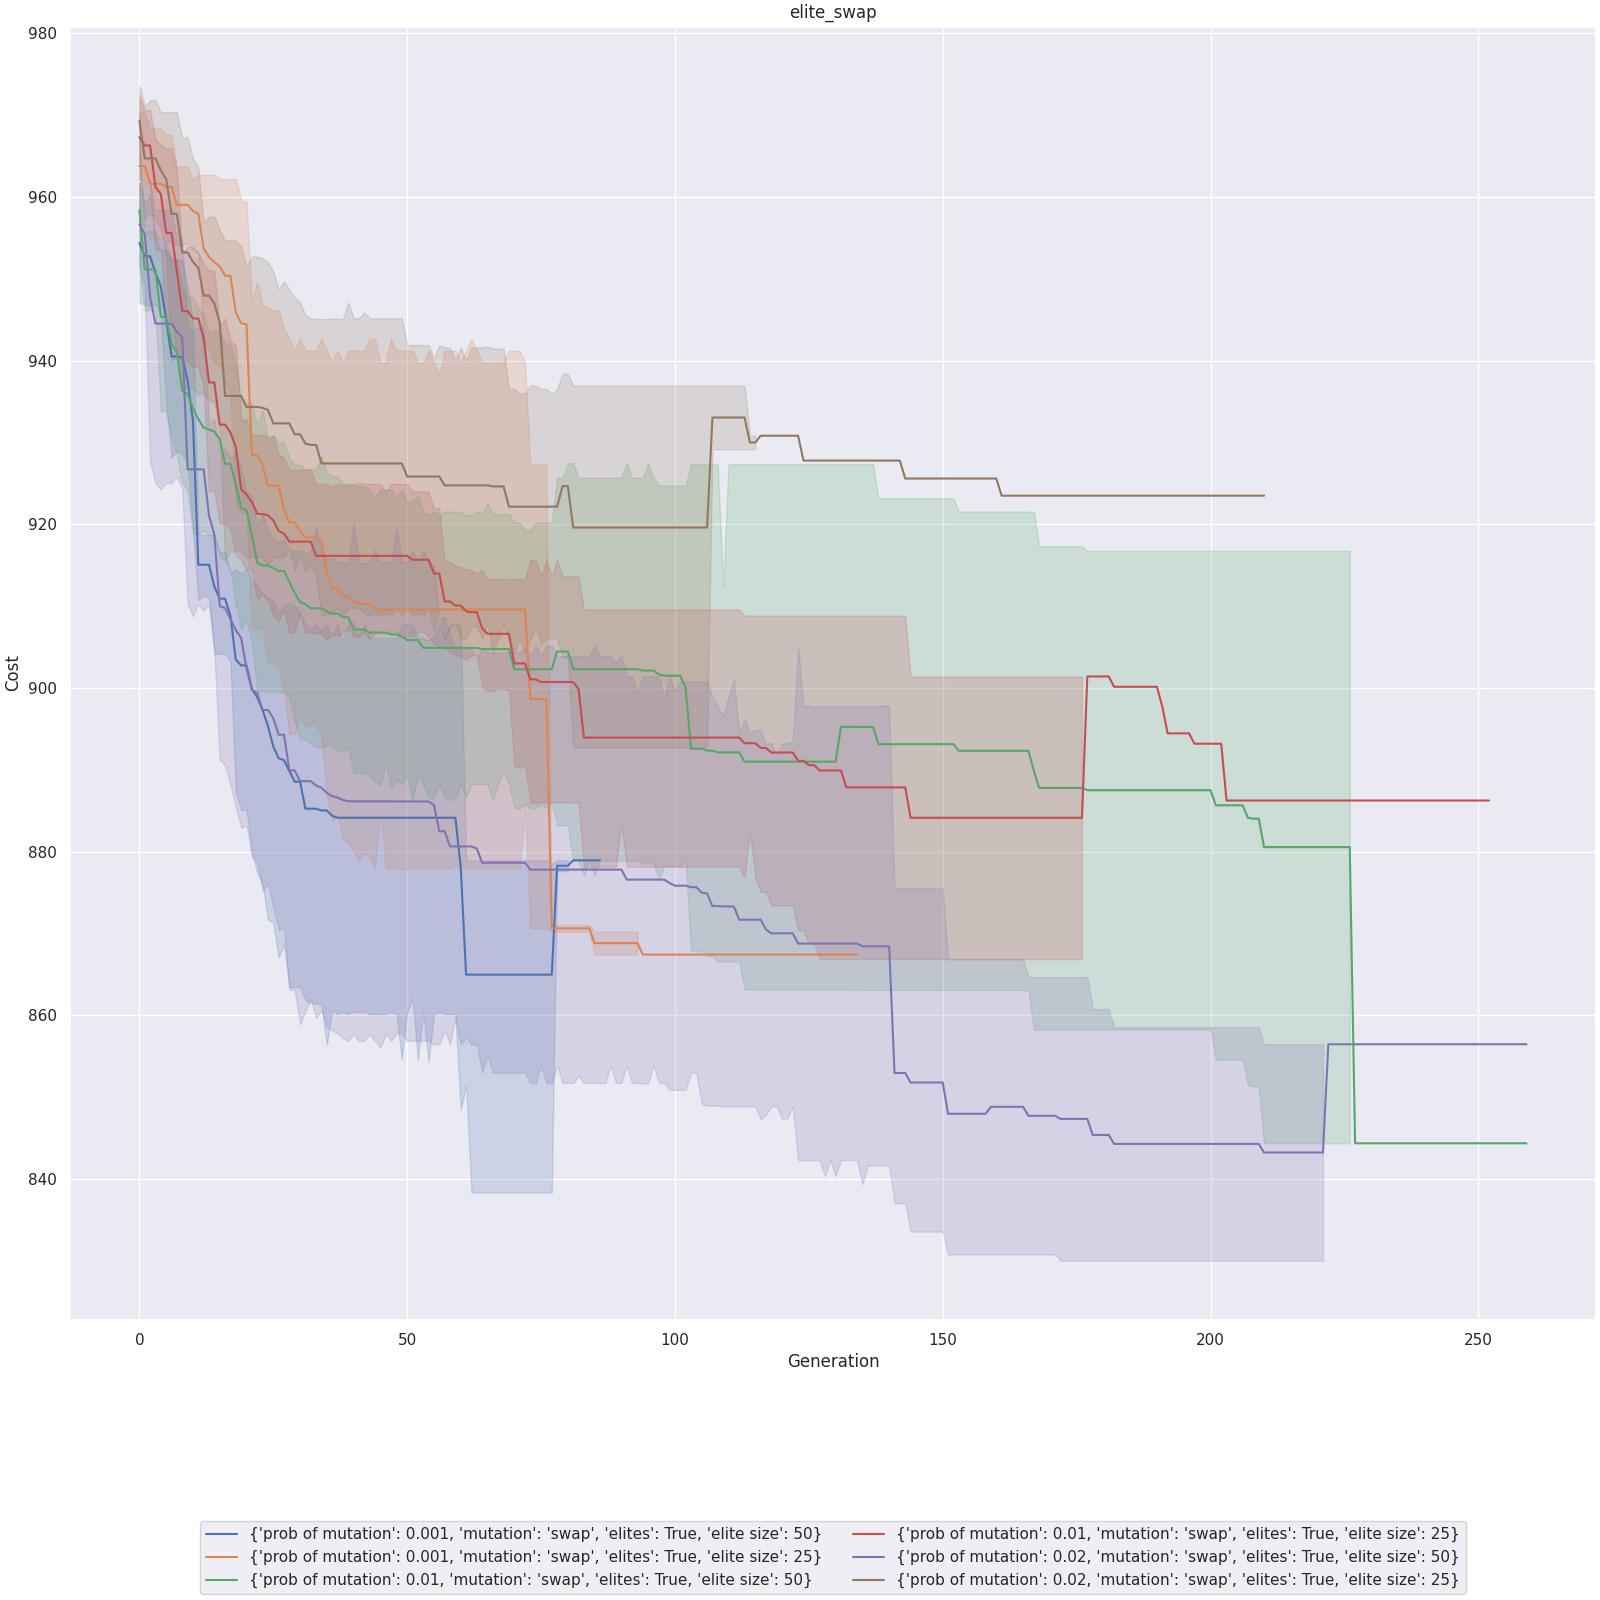 elite_swap
980
960
940
920
900
880
860
840
Cost
0 50 100 150 200 250
Generation
{'prob of mutation': 0.001, 'mutation': 'swap', 'elites': True, 'elite size': 50}
{'prob of mutation': 0.001, 'mutation': 'swap', 'elites': True, 'elite size': 25}
{'prob of mutation': 0.01, 'mutation': 'swap', 'elites': True, 'elite size': 50}
{'prob of mutation': 0.01, 'mutation': 'swap', 'elites': True, 'elite size': 25}
{'prob of mutation': 0.02, 'mutation': 'swap', 'elites': True, 'elite size': 50}
{'prob of mutation': 0.02, 'mutation': 'swap', 'elites': True, 'elite size': 25}